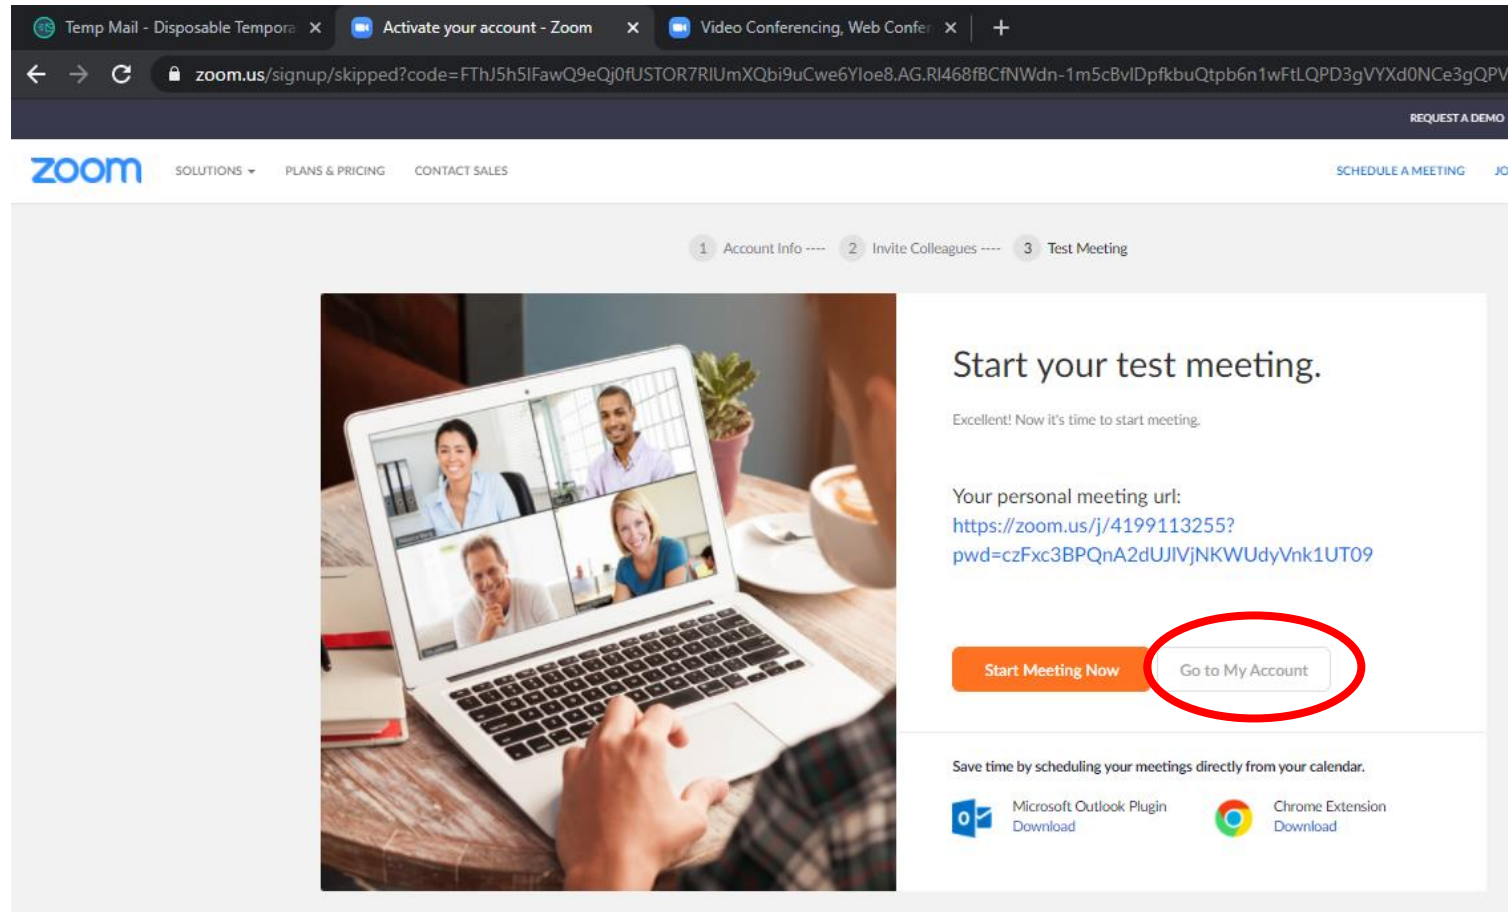 Temp Mail - Disposable Tempora
Activate your account - Zoom
Video Conferencing, Web Confer
zoom.us/signup/skipped?code=FThJ5h5IFawQ9eQj0fUSTOR7RlUmXQbi9uCwe6YIoe8.AG.Rl468fBCfNWdn-1m5cBvlDpfkbuQtpb6n1wFtLQPD3gVYXd0NCe3gQPV
REQUEST A DEMO
zoom
SOLUTIONS
PLANS & PRICING
CONTACT SALES
SCHEDULE A MEETING
JO
1 Account Info ---- 2 Invite Colleagues ---- 3 Test Meeting
Start your test meeting.
Excellent! Now it's time to start meeting.
Your personal meeting url:
https://zoom.us/j/4199113255?
pwd=czFxc3BPQnA2dUJlVjNKWUdyVnk1UT09
Start Meeting Now
Go to My Account
Save time by scheduling your meetings directly from your calendar.
Microsoft Outlook Plugin
Download
Chrome Extension
Download